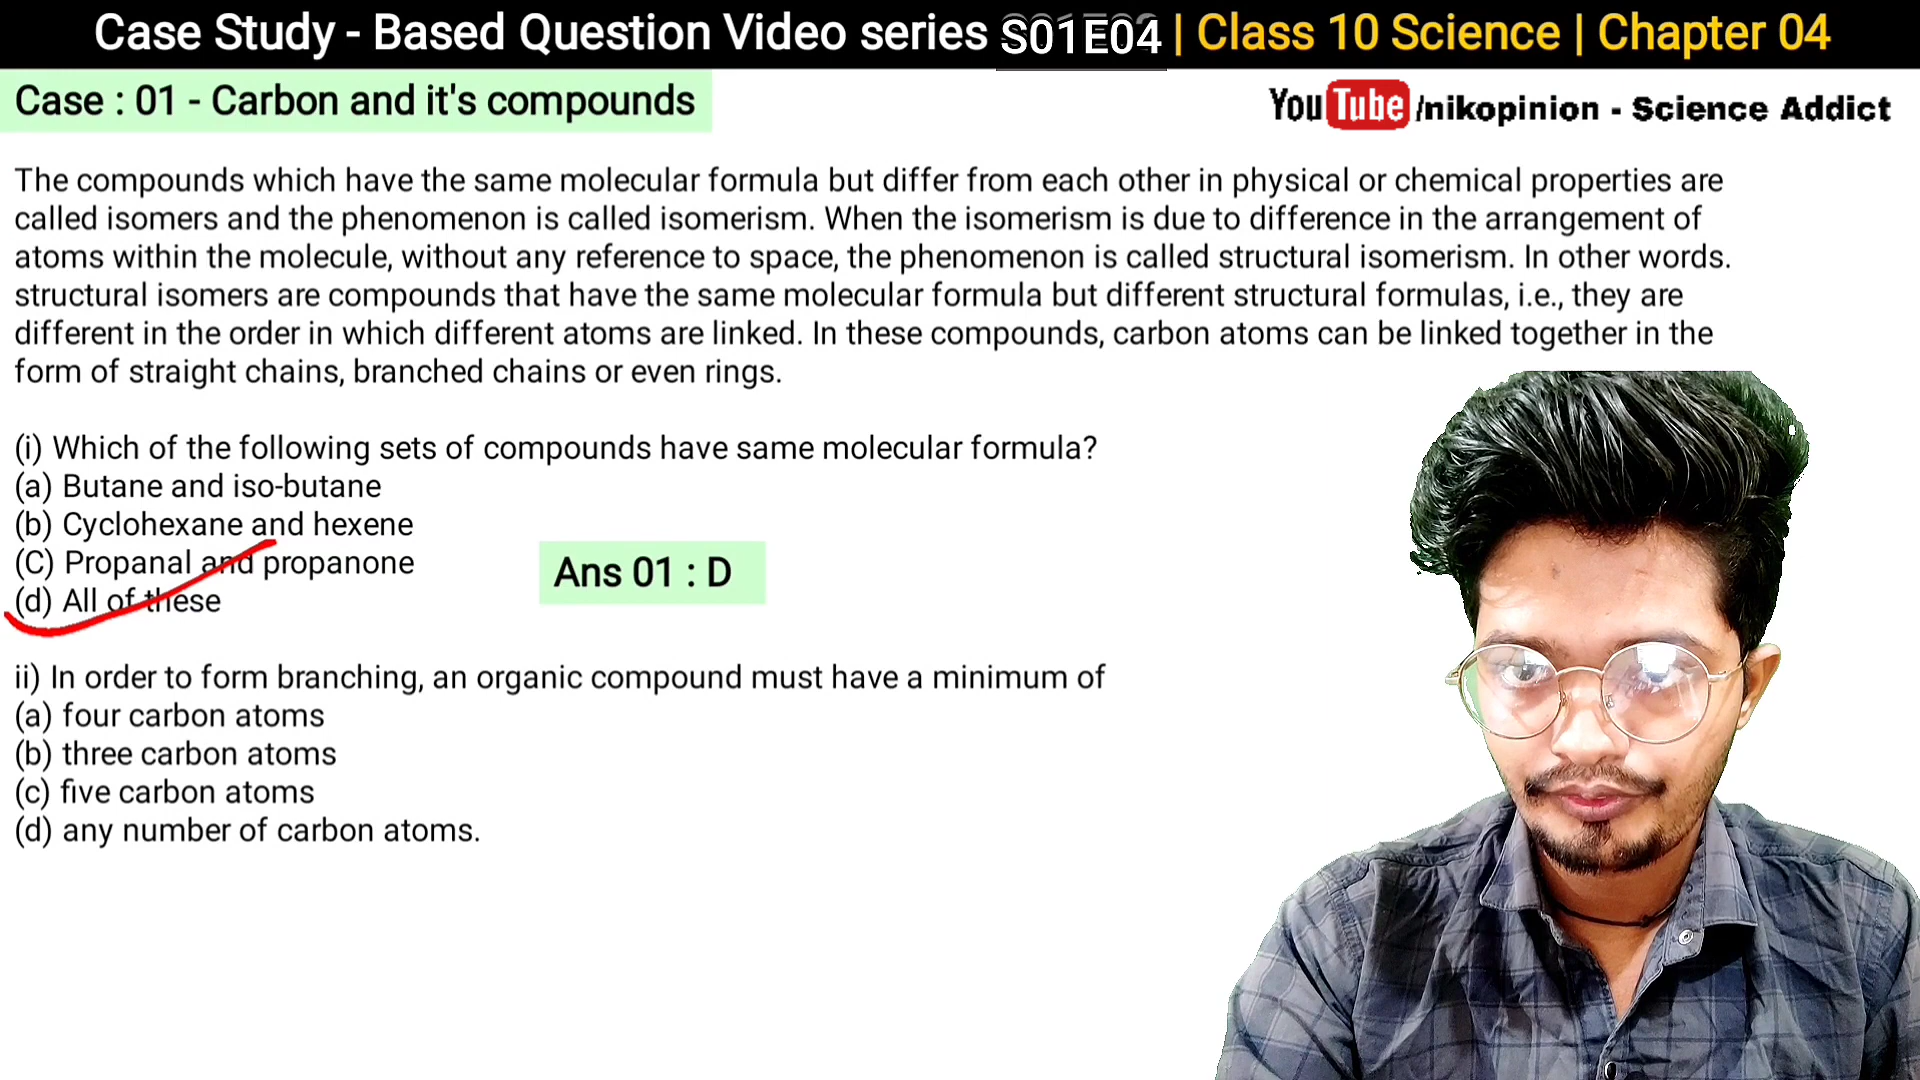 Case Study - Based Question Video series S01E04 | Class 10 Science | Chapter 04
Case : 01 - Carbon and it's compounds
YouTube/nikopinion - Science Addict
The compounds which have the same molecular formula but differ from each other in physical or chemical properties are
called isomers and the phenomenon is called isomerism. When the isomerism is due to difference in the arrangement of
atoms within the molecule, without any reference to space, the phenomenon is called structural isomerism. In other words.
structural isomers are compounds that have the same molecular formula but different structural formulas, i.e., they are
different in the order in which different atoms are linked. In these compounds, carbon atoms can be linked together in the
form of straight chains, branched chains or even rings.
(i) Which of the following sets of compounds have same molecular formula?
(a) Butane and iso-butane
(b) Cyclohexane and hexene
(C) Propanal and propanone
(d) All of these
Ans 01 : D
ii) In order to form branching, an organic compound must have a minimum of
(a) four carbon atoms
(b) three carbon atoms
(c) five carbon atoms
(d) any number of carbon atoms.